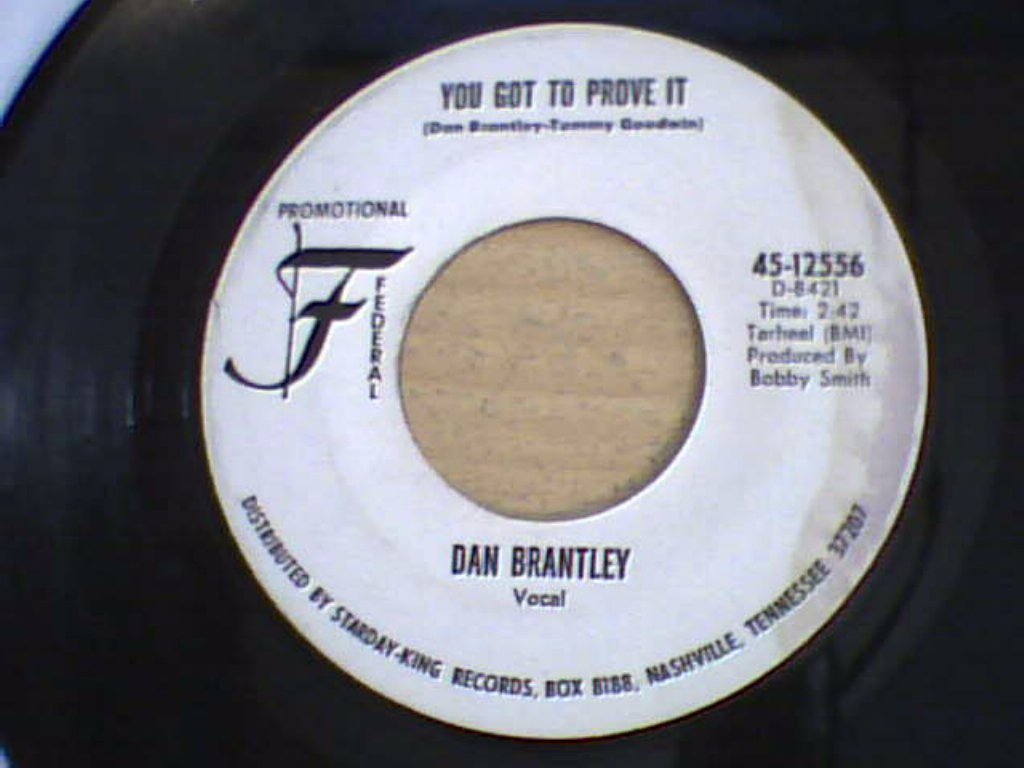 YOU GOT TO PROVE IT
(Dan Brantley-Tommy Goodwin)
PROMOTIONAL
F
FEDERAL
45-12556
D-8421
Time: 2:42
Tarheel (BMI)
Produced By
Bobby Smith
DAN BRANTLEY
Vocal
DISTRIBUTED BY STARDAY-KING RECORDS, BOX 8188, NASHVILLE, TENNESSEE 37207